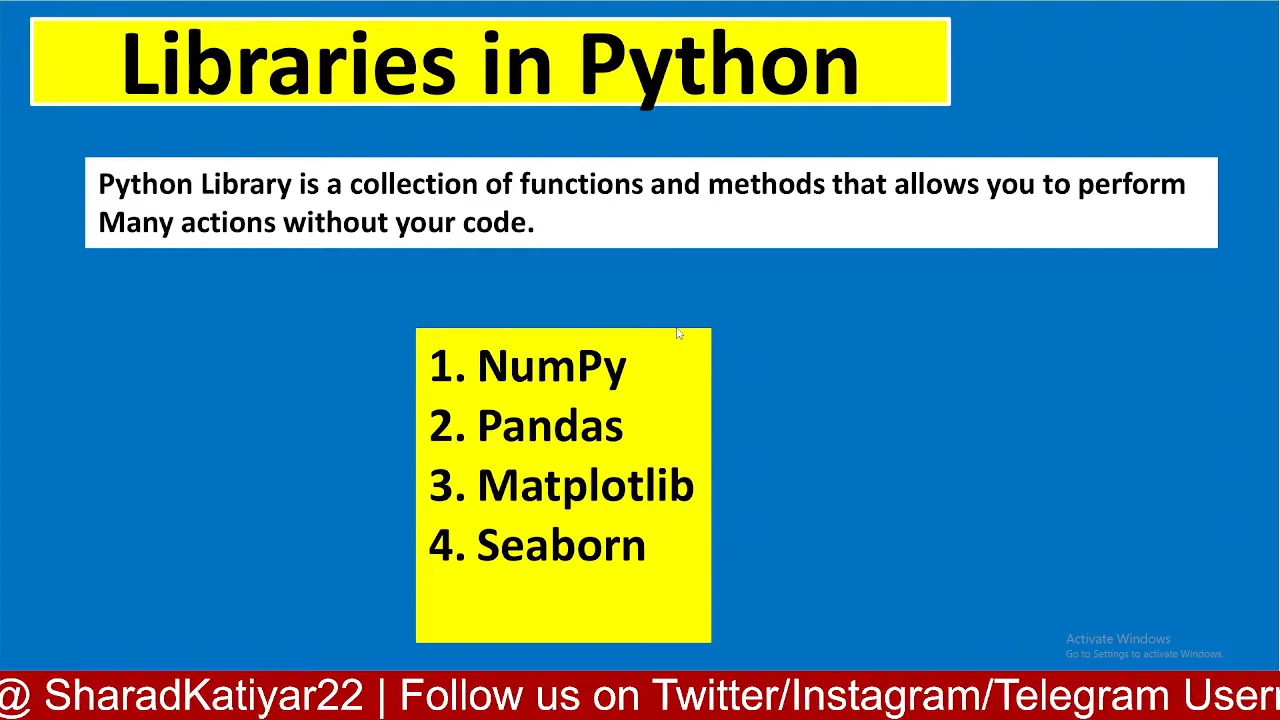 Libraries in Python
Python Library is a collection of functions and methods that allows you to perform
Many actions without your code.
1. NumPy
2. Pandas
3. Matplotlib
4. Seaborn
Activate Windows
Go to Settings to activate Windows.
@ SharadKatiyar22 | Follow us on Twitter/Instagram/Telegram User